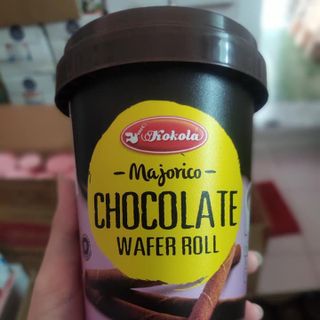 Kokola
- Majorico -
CHOCOLATE
WAFER ROLL